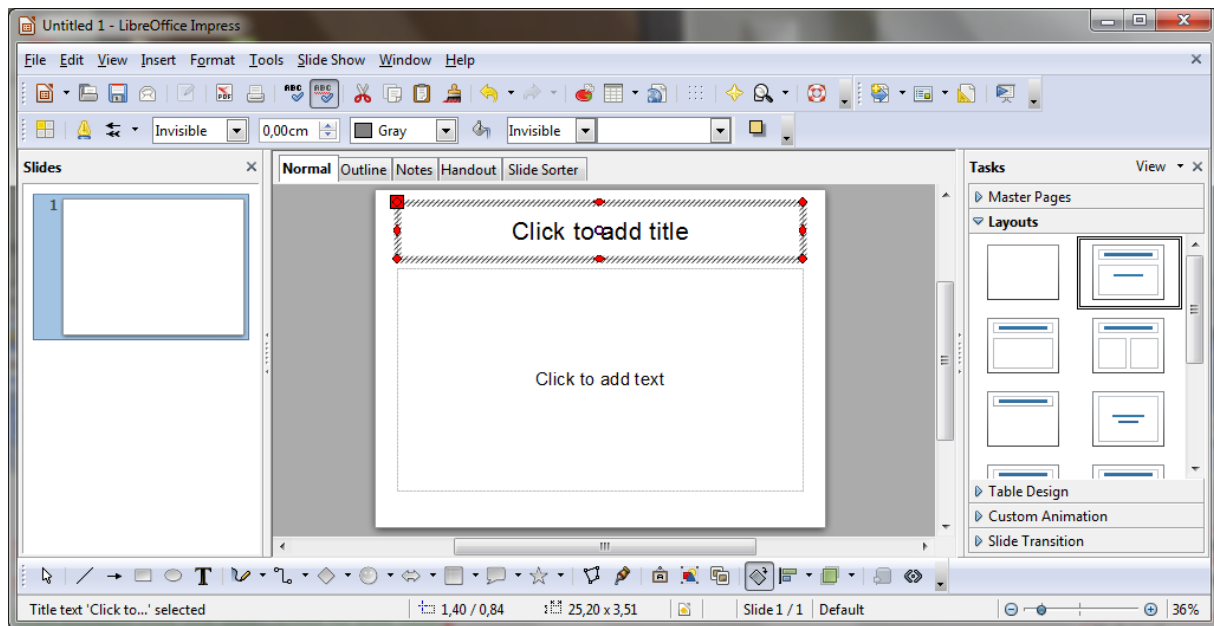 Untitled 1 - LibreOffice Impress
File Edit View Insert Format Tools Slide Show Window Help
PDF ABC ABC
Invisible 0,00cm Gray Invisible
Slides
1
Normal Outline Notes Handout Slide Sorter
Click to add title
Click to add text
Tasks View
Master Pages
Layouts
Table Design
Custom Animation
Slide Transition
T
Title text 'Click to...' selected 1,40 / 0,84 25,20 x 3,51 Slide 1 / 1 Default 36%